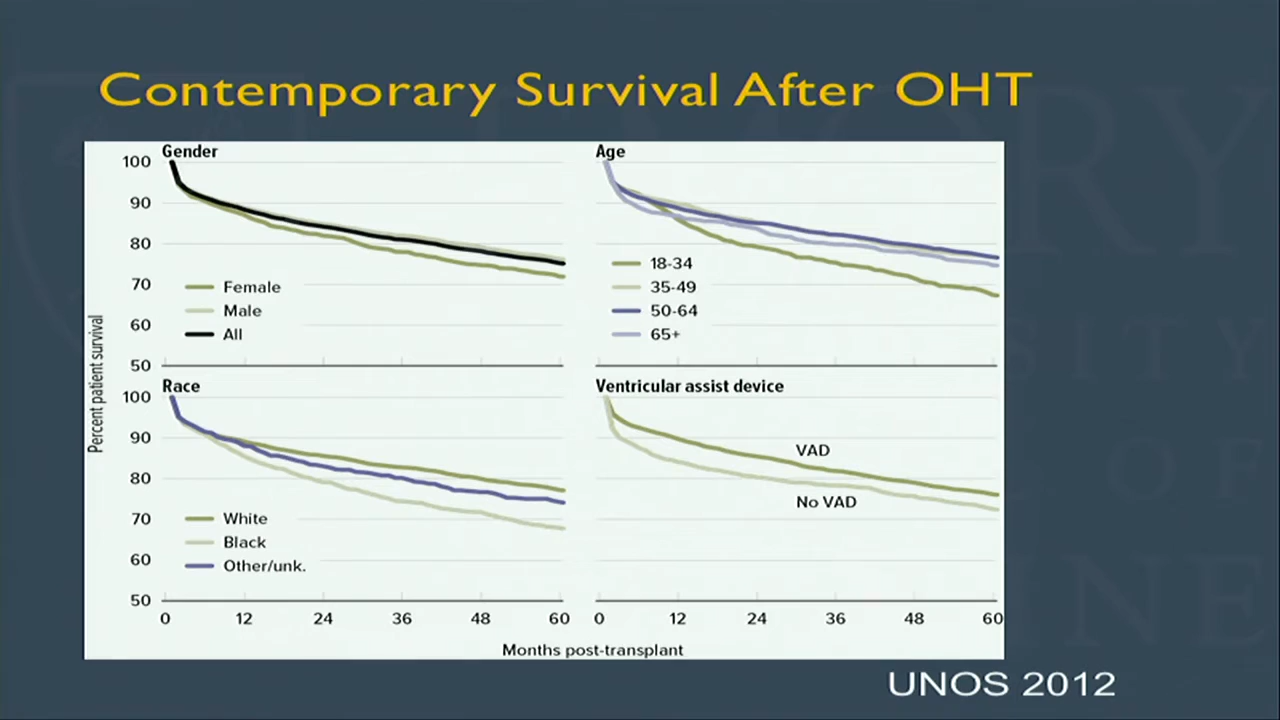 Contemporary Survival After OHT
Gender
100
90
80
70
60
50
Female
Male
All
Age
18-34
35-49
50-64
65+
Percent patient survival
Race
100
90
80
70
60
50
White
Black
Other/unk.
0 12 24 36 48 60
Ventricular assist device
VAD
No VAD
0 12 24 36 48 60
Months post-transplant
UNOS 2012